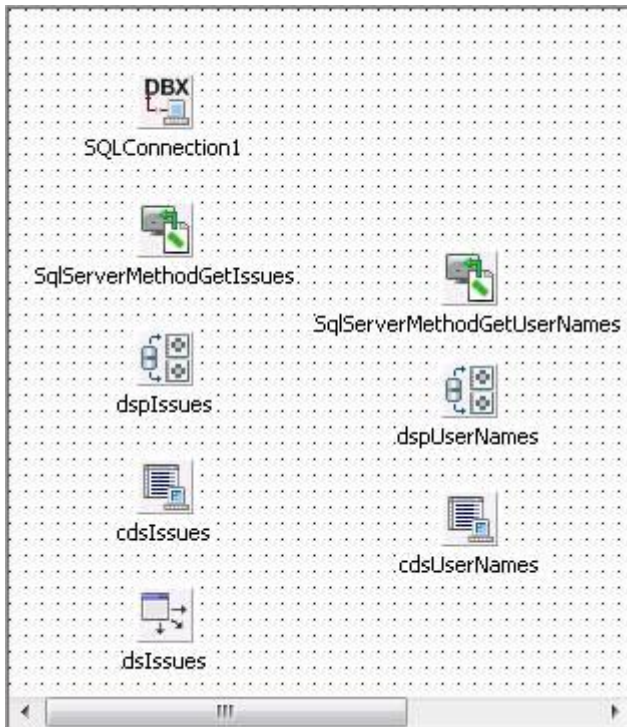 DBX
SQLConnection1
SqlServerMethodGetIssues
SqlServerMethodGetUserNames
dspIssues
dspUserNames
cdsIssues
cdsUserNames
dsIssues